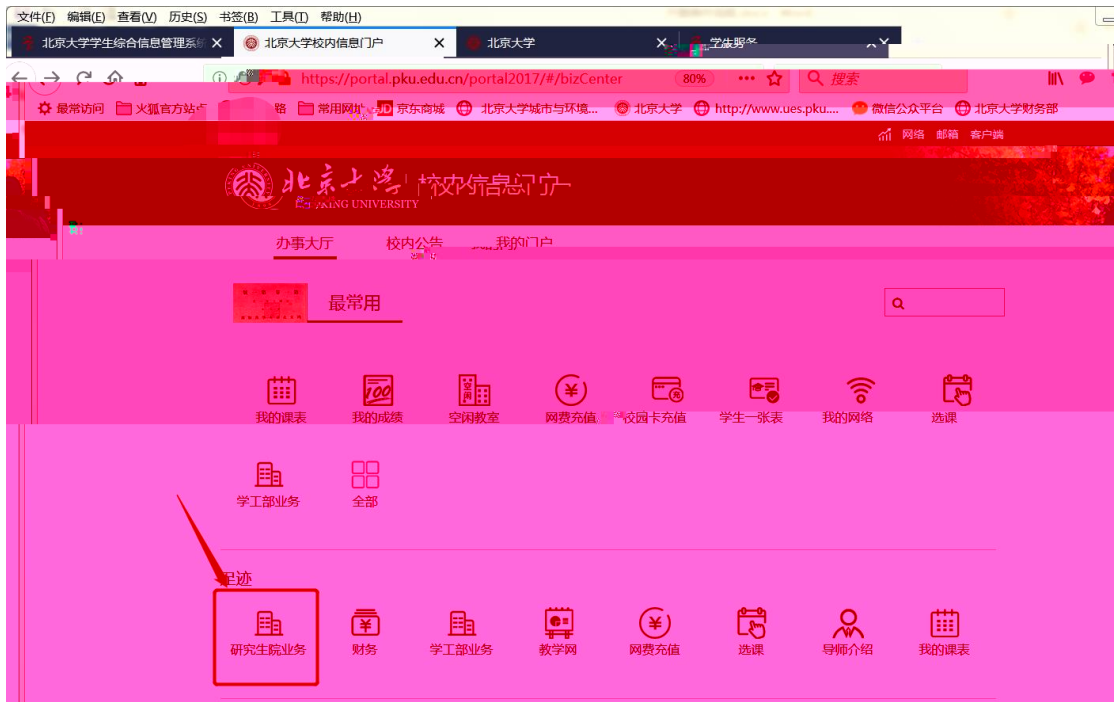 文件(F) 编辑(E) 查看(V) 历史(S) 书签(B) 工具(T) 帮助(H)
北京大学学生综合信息管理系统 × 北京大学校内信息门户 × 北京大学 ×
https://portal.pku.edu.cn/portal2017/#/bizCenter 80% 搜索
最常访问 火狐官方站点 常用网址 JD 京东商城 北京大学城市与环境... 北京大学 http://www.ues.pku.... 微信公众平台 北京大学财务部
网络 邮箱 客户端
北京大学 校内信息门户
PEKING UNIVERSITY
办事大厅 校内公告 我的门户
最常用
我的课表 我的成绩 空闲教室 网费充值 校园卡充值 学生一张表 我的网络 选课
学工部业务 全部
足迹
研究生院业务 财务 学工部业务 教学网 网费充值 选课 导师介绍 我的课表